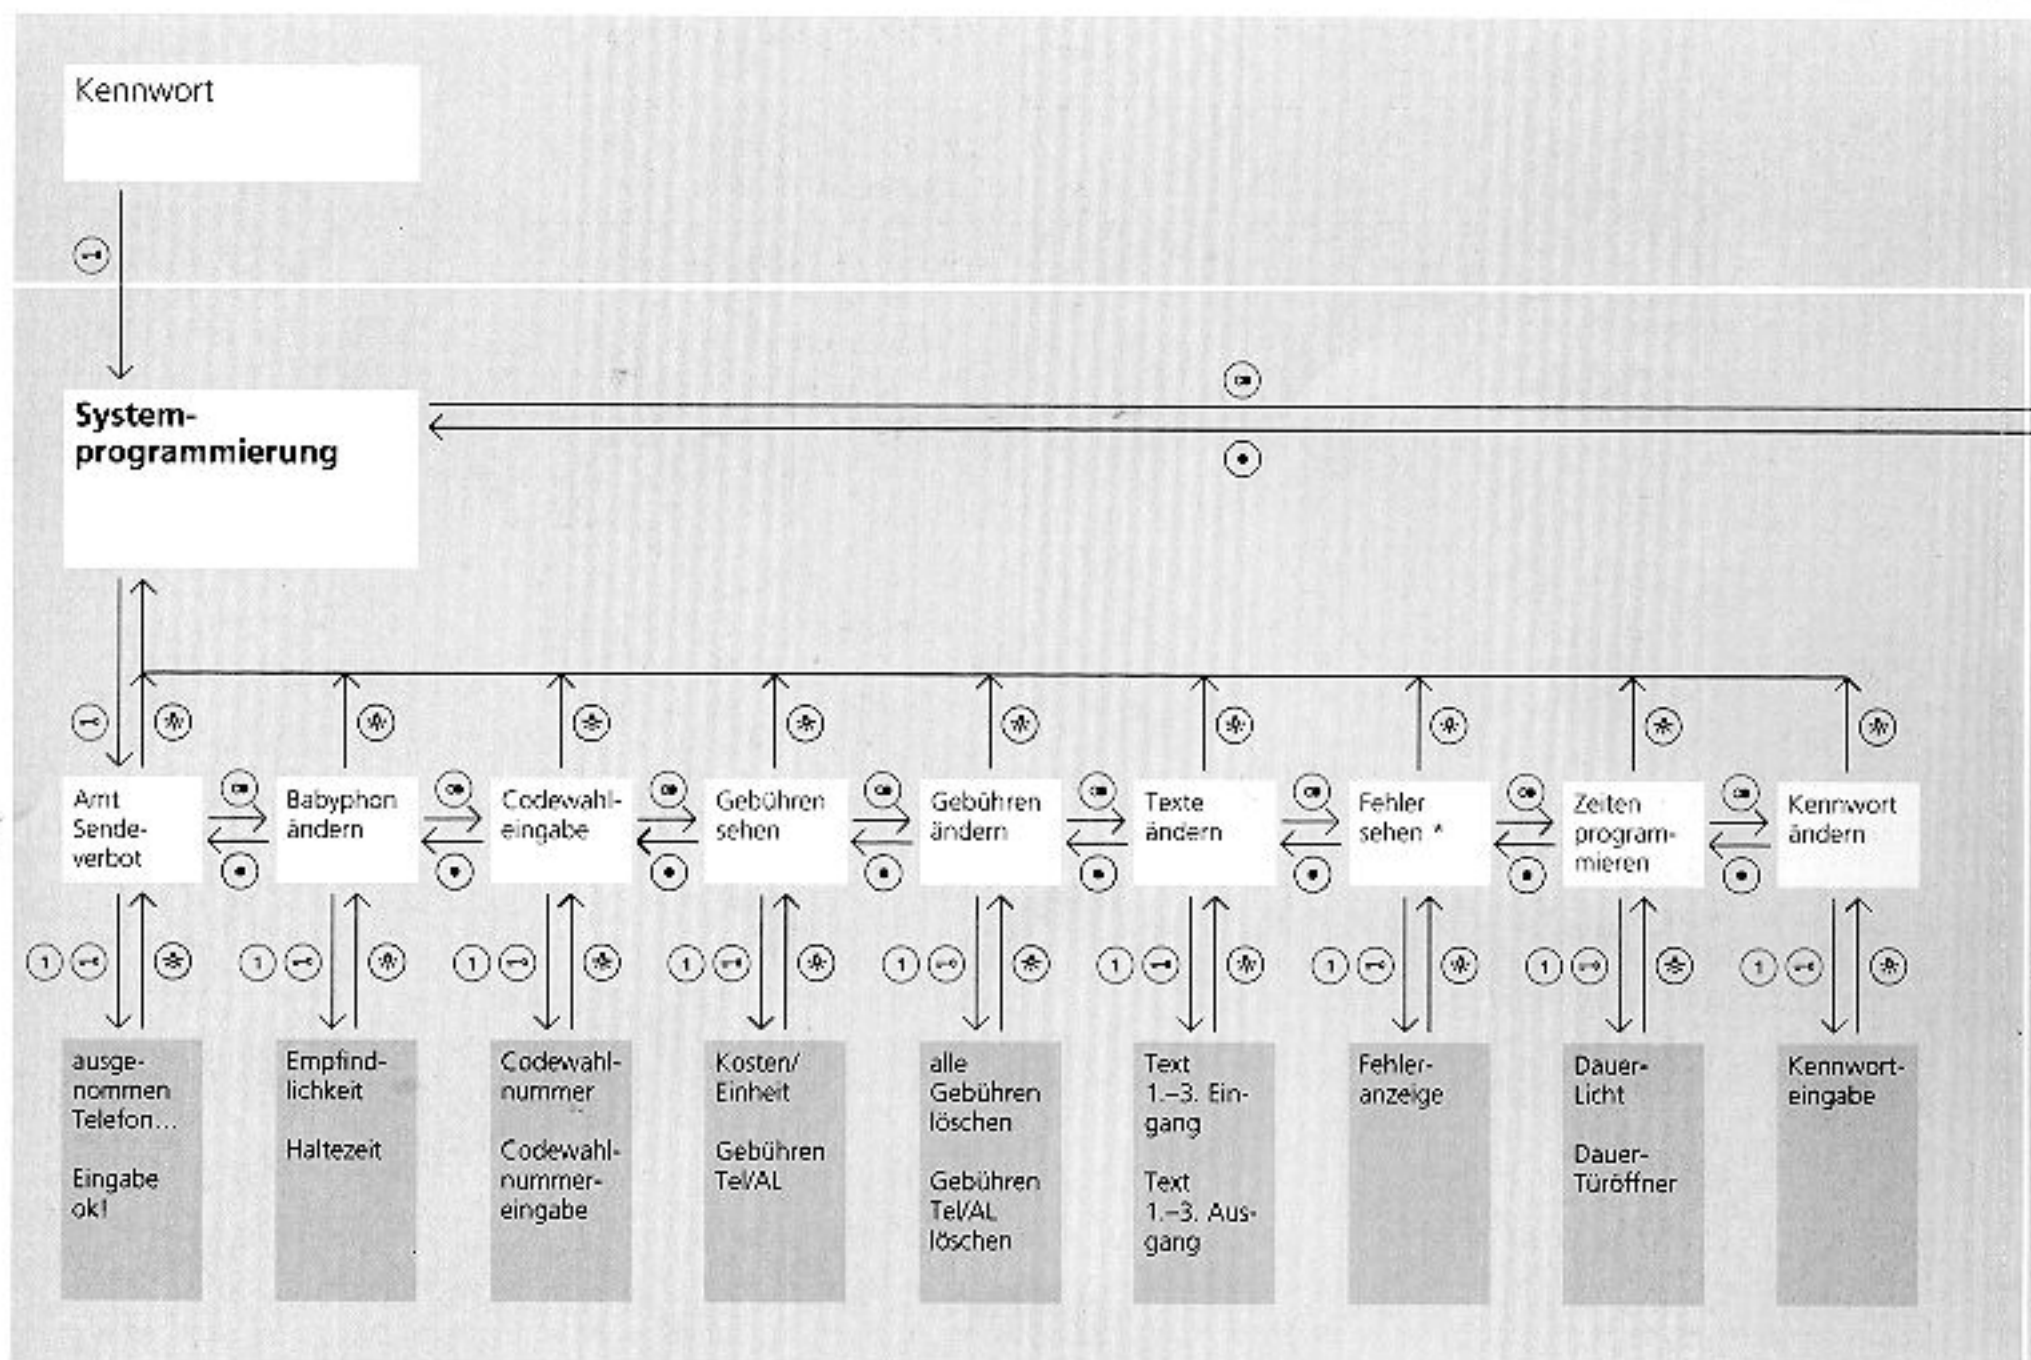 Kennwort
System-
programmierung
Amt
Sende-
verbot
Babyphon
ändern
Codewahl-
eingabe
Gebühren
sehen
Gebühren
ändern
Texte
ändern
Fehler
sehen *
Zeiten
program-
mieren
Kennwort
ändern
1
1
1
1
1
1
1
1
1
ausge-
nommen
Telefon...
Eingabe
ok!
Empfind-
lichkeit
Haltezeit
Codewahl-
nummer
Codewahl-
nummer-
eingabe
Kosten/
Einheit
Gebühren
Tel/AL
alle
Gebühren
löschen
Gebühren
Tel/AL
löschen
Text
1.–3. Ein-
gang
Text
1.–3. Aus-
gang
Fehler-
anzeige
Dauer-
Licht
Dauer-
Türöffner
Kennwort-
eingabe